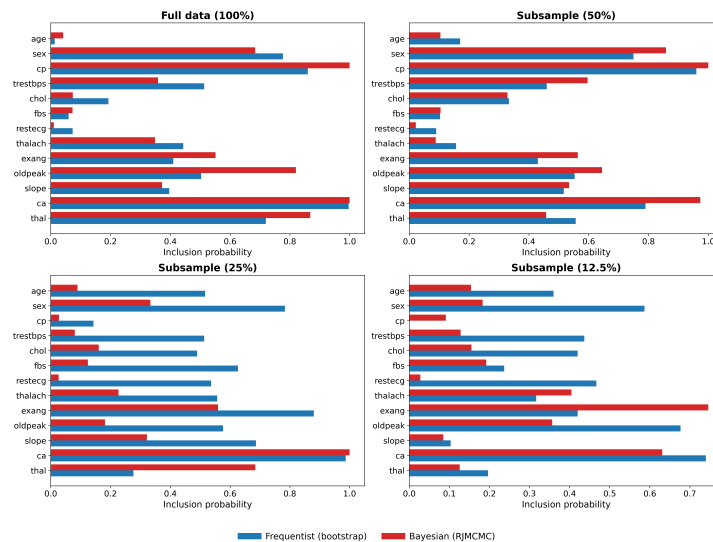 Full data (100%)
age
sex
cp
trestbps
chol
fbs
restecg
thalach
exang
oldpeak
slope
ca
thal
0.0 0.2 0.4 0.6 0.8 1.0
Inclusion probability
Subsample (50%)
age
sex
cp
trestbps
chol
fbs
restecg
thalach
exang
oldpeak
slope
ca
thal
0.0 0.2 0.4 0.6 0.8 1.0
Inclusion probability
Subsample (25%)
age
sex
cp
trestbps
chol
fbs
restecg
thalach
exang
oldpeak
slope
ca
thal
0.0 0.2 0.4 0.6 0.8 1.0
Inclusion probability
Subsample (12.5%)
age
sex
cp
trestbps
chol
fbs
restecg
thalach
exang
oldpeak
slope
ca
thal
0.0 0.1 0.2 0.3 0.4 0.5 0.6 0.7
Inclusion probability
Frequentist (bootstrap) Bayesian (RJMCMC)